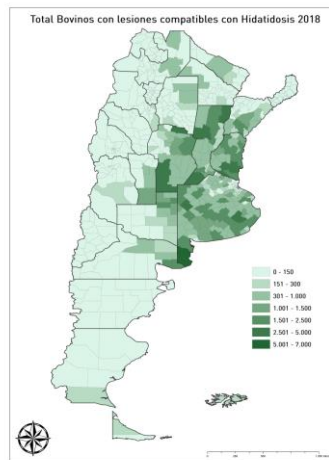 Total Bovinos con lesiones compatibles con Hidatidosis 2018
0 - 150
151 - 300
301 - 1.000
1.001 - 1.500
1.501 - 2.500
2.501 - 5.000
5.001 - 7.000